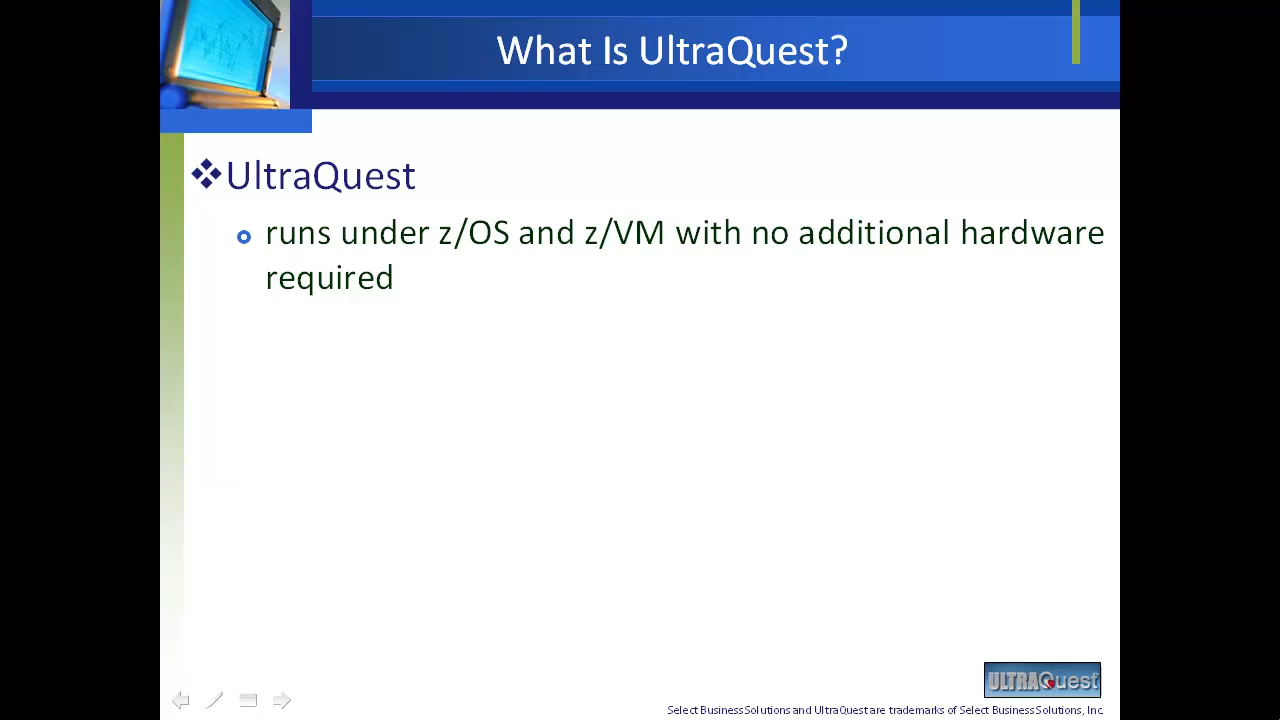 What Is UltraQuest?
UltraQuest
runs under z/OS and z/VM with no additional hardware
required
ULTRAQuest
Select Business Solutions and UltraQuest are trademarks of Select Business Solutions, Inc.